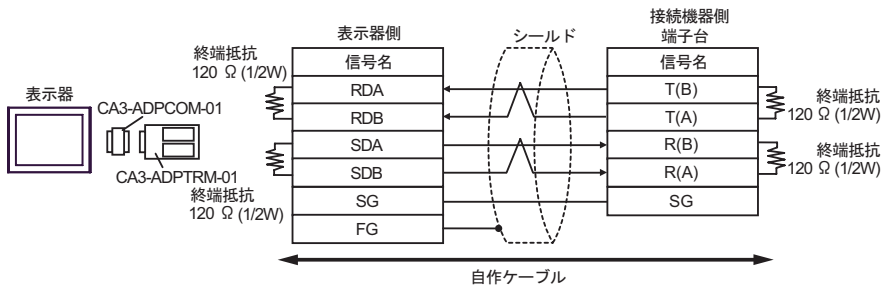 表示器
CA3-ADPCOM-01
CA3-ADPTRM-01
終端抵抗
120 Ω (1/2W)
終端抵抗
120 Ω (1/2W)
表示器側
信号名
RDA
RDB
SDA
SDB
SG
FG
シールド
接続機器側
端子台
信号名
T(B)
T(A)
R(B)
R(A)
SG
終端抵抗
120 Ω (1/2W)
終端抵抗
120 Ω (1/2W)
自作ケーブル